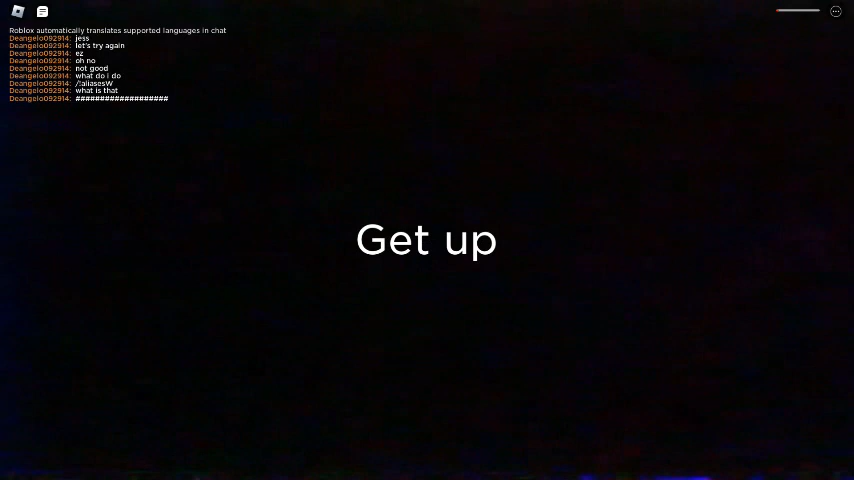 Roblox automatically translates supported languages in chat
Deangelo092914: jess
Deangelo092914: let's try again
Deangelo092914: ez
Deangelo092914: oh no
Deangelo092914: not good
Deangelo092914: what do i do
Deangelo092914: /!aliasesW
Deangelo092914: what is that
Deangelo092914: ###################
Get up